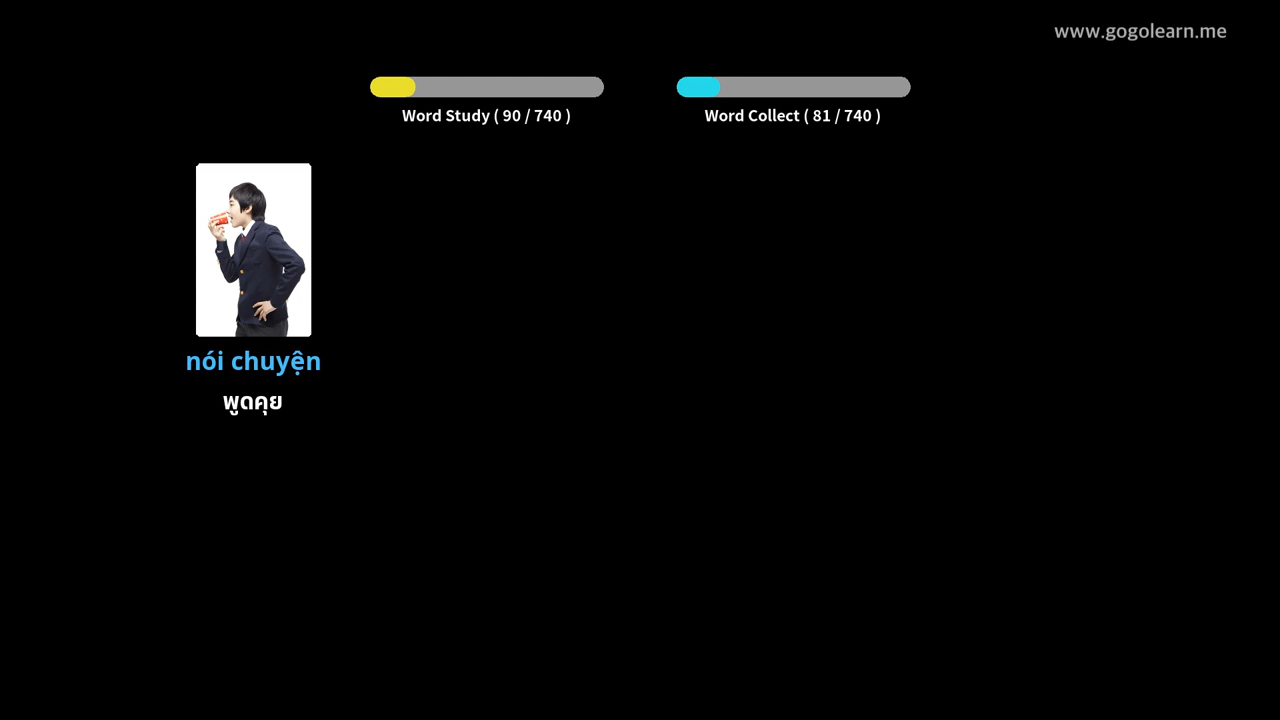 www.gogolearn.me
Word Study ( 90 / 740 )
Word Collect ( 81 / 740 )
nói chuyện
พูดคุย